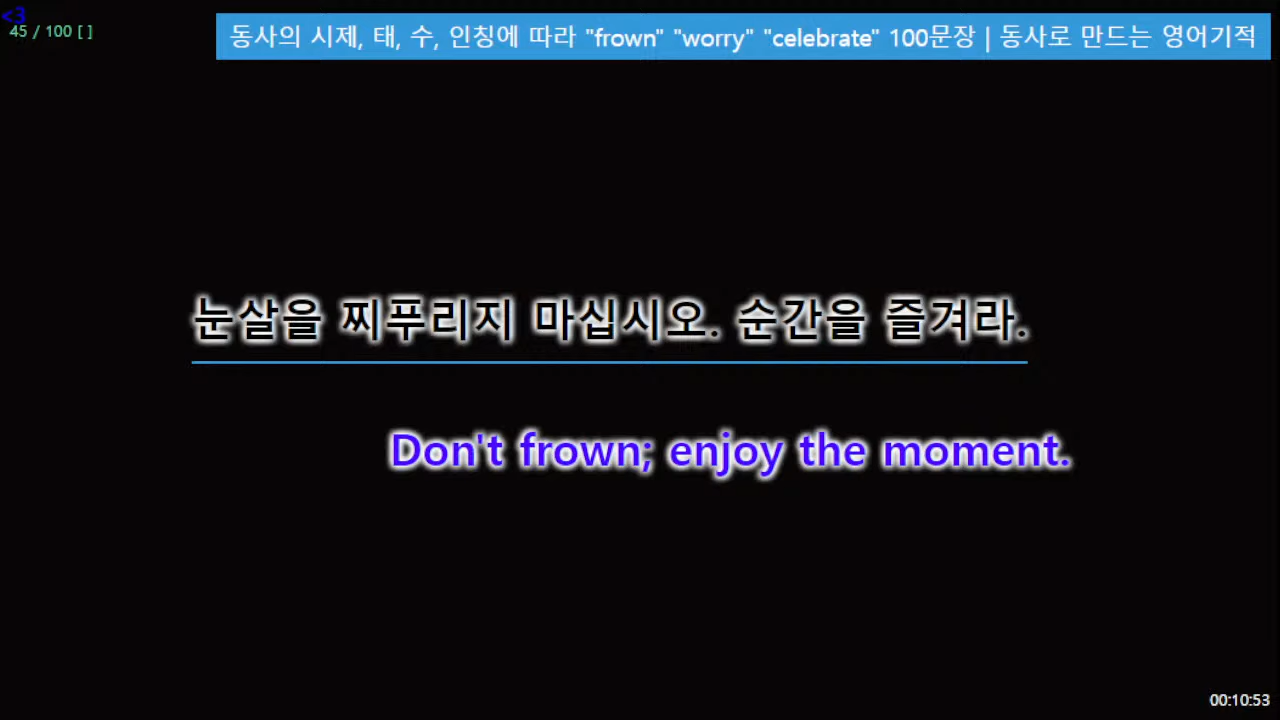 <3
45 / 100 [ ]
동사의 시제, 태, 수, 인칭에 따라 "frown" "worry" "celebrate" 100문장 | 동사로 만드는 영어기적
눈살을 찌푸리지 마십시오. 순간을 즐겨라.
Don't frown; enjoy the moment.
00:10:53